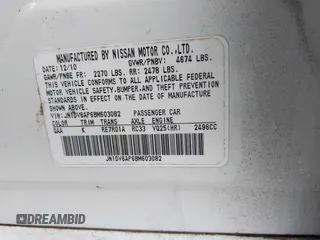 MANUFACTURED BY NISSAN MOTOR CO.,LTD.
DATE: 12/10 GVWR/PNBV: 4674 LBS.
GAWR/PNBE FR: 2270 LBS. RR: 2476 LBS.
THIS VEHICLE CONFORMS TO ALL APPLICABLE FEDERAL
MOTOR VEHICLE SAFETY, BUMPER, AND THEFT PREVENTION
STANDARDS IN EFFECT ON THE DATE OF MANUFACTURE
SHOWN ABOVE.
VIN: JN1DV6AP6BM603082 PASSENGER CAR
COLOR TRIM TRANS AXLE ENGINE
QAA K RE7R01A RC33 VQ25(HR) 2496CC
JN1DV6AP6BM603082
DREAMBID